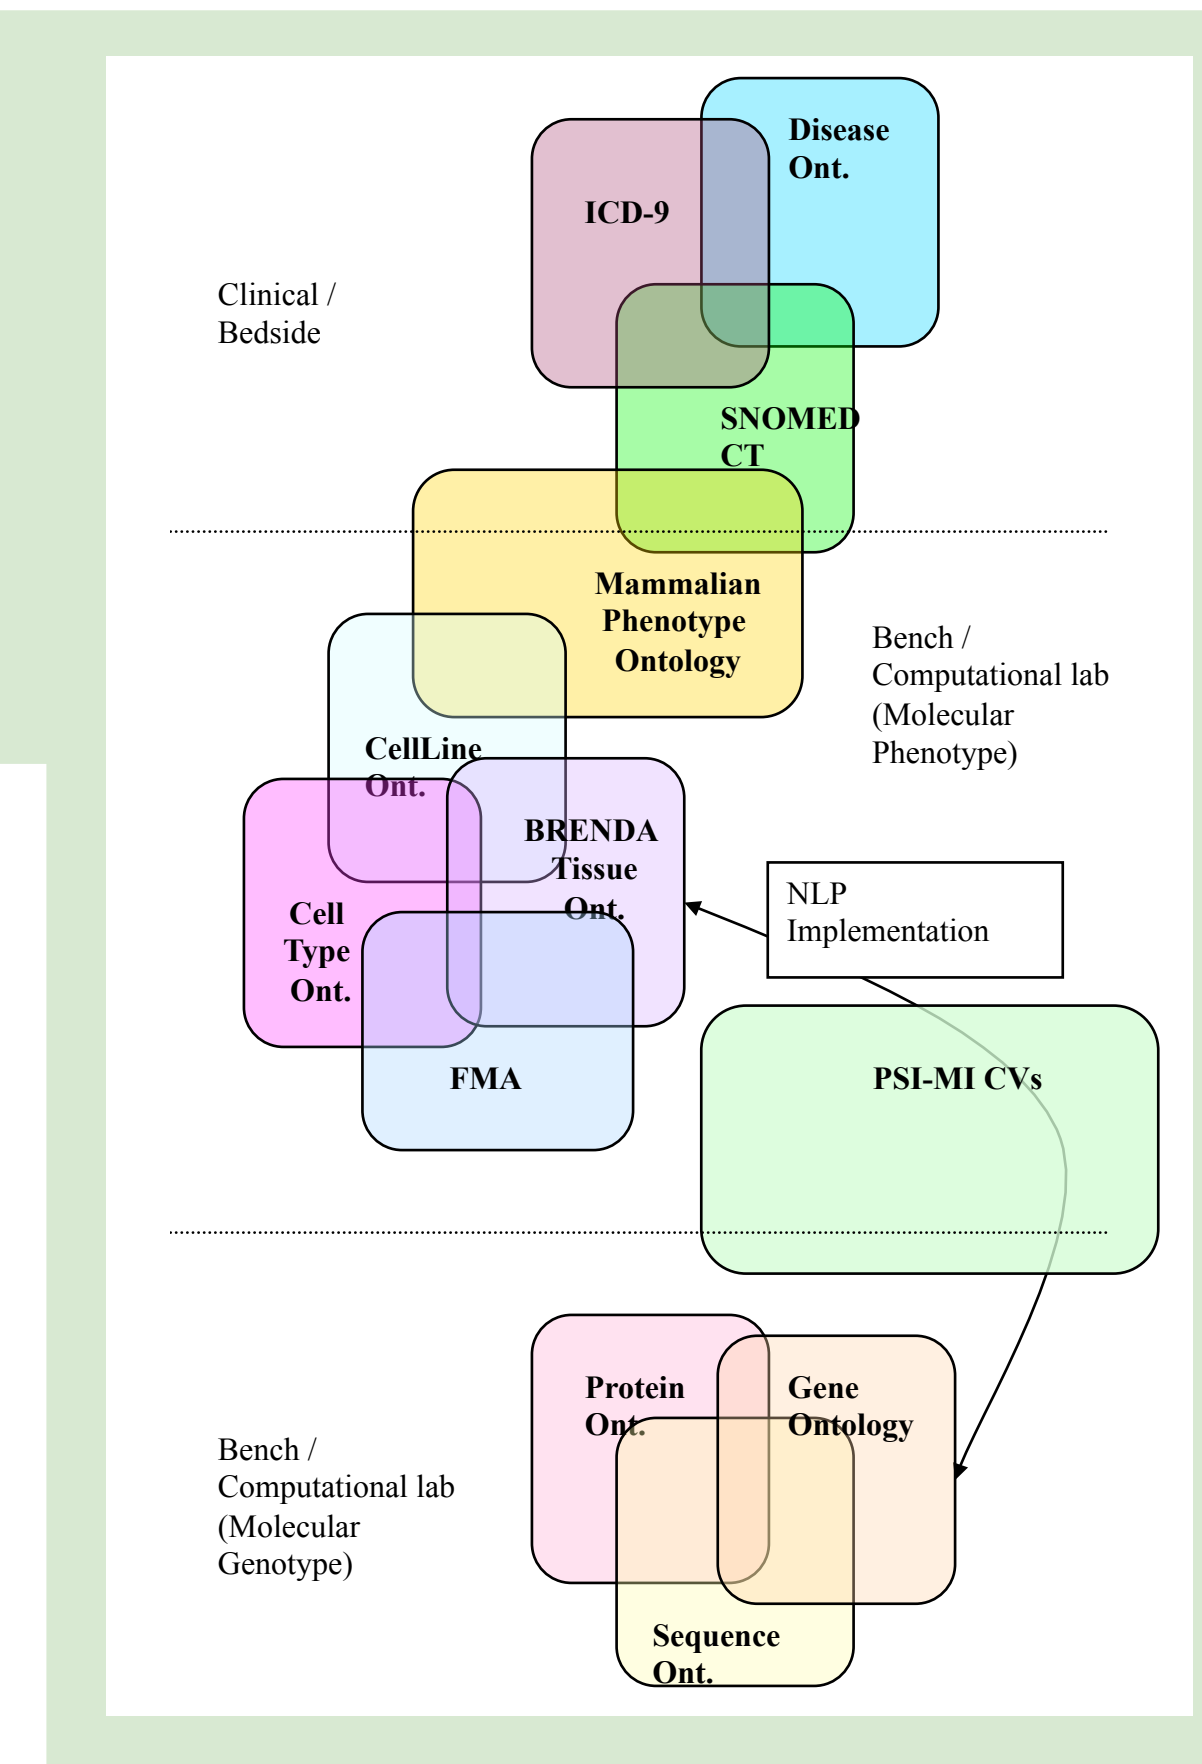 Disease
Ont.
ICD-9
Clinical /
Bedside
SNOMED
CT
Mammalian
Phenotype
Ontology
Bench /
Computational lab
(Molecular
Phenotype)
CellLine
Ont.
BRENDA
Tissue
Ont.
NLP
Implementation
Cell
Type
Ont.
FMA
PSI-MI CVs
Protein
Ont.
Gene
Ontology
Bench /
Computational lab
(Molecular
Genotype)
Sequence
Ont.